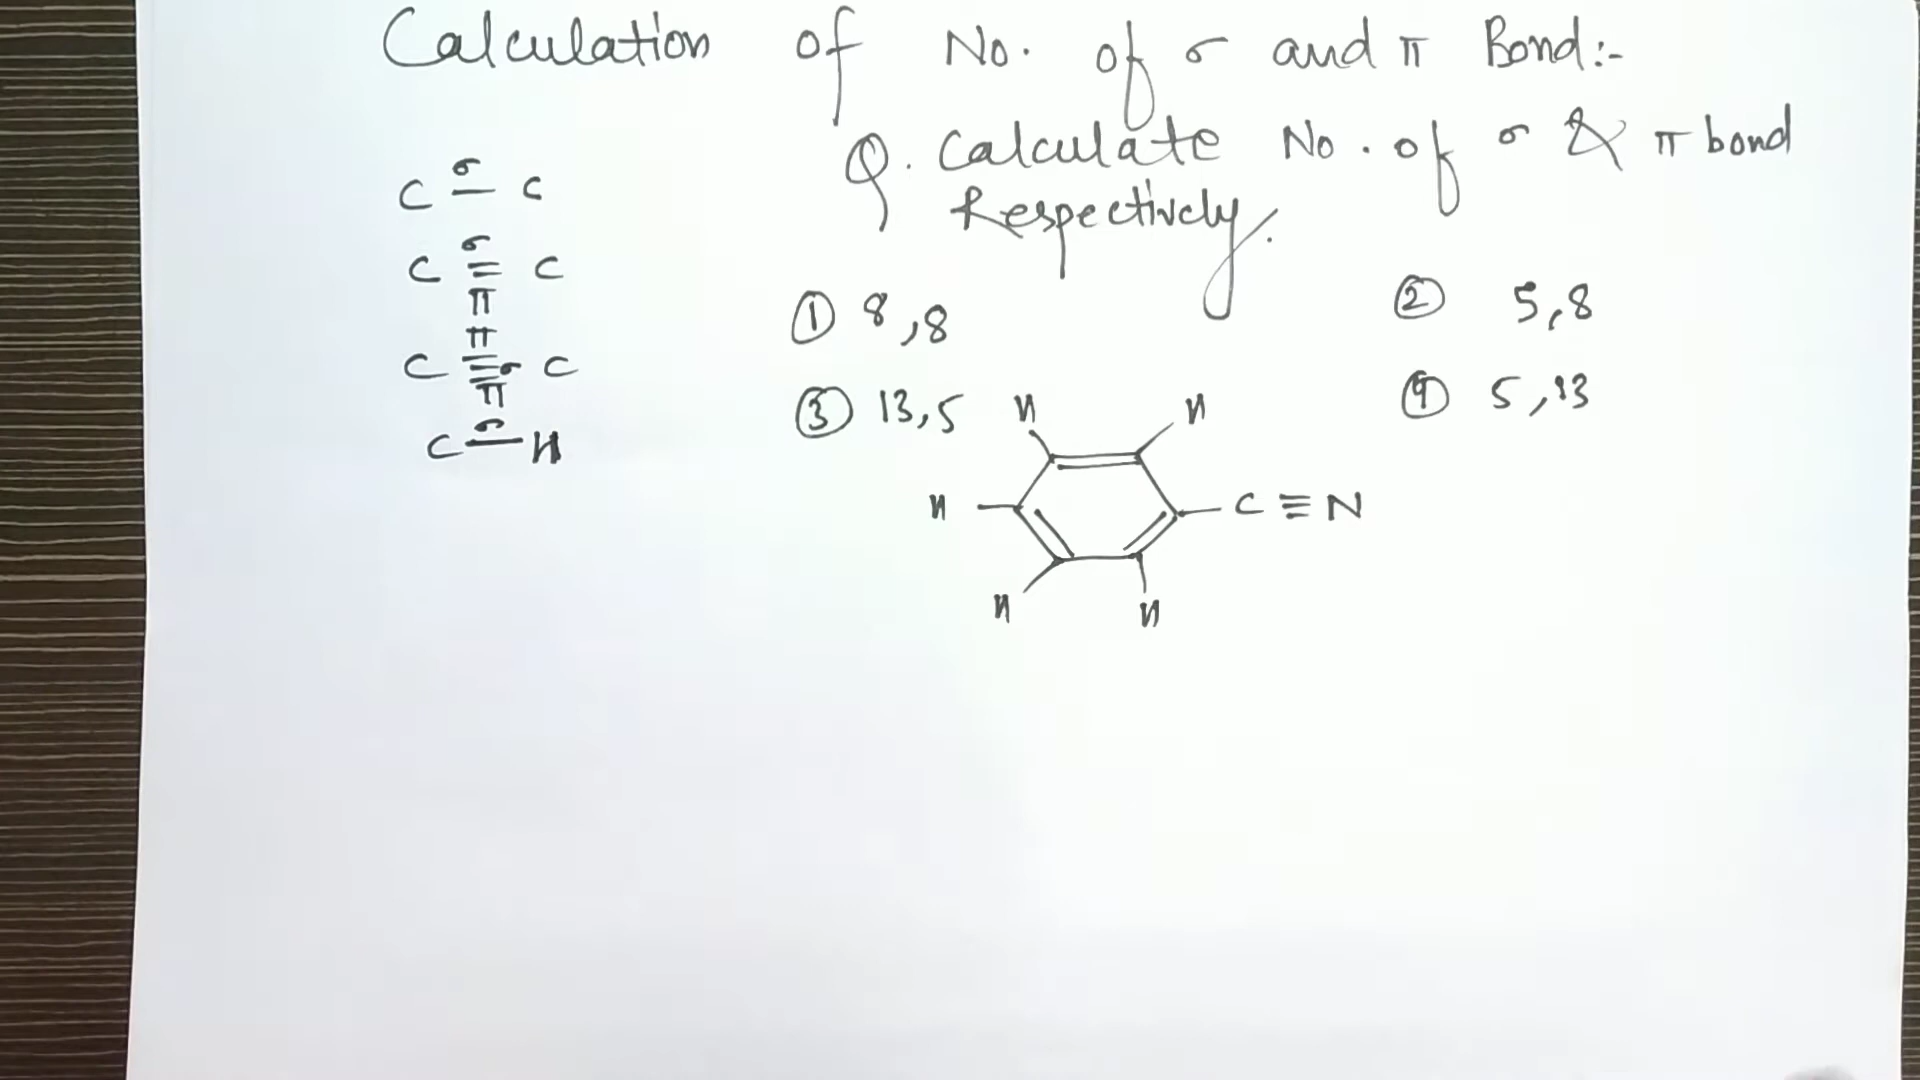 Calculation of No. of σ and π Bond:-
Q. Calculate No. of σ & π bond
Respectively.
C σ C
C σ = π C
① 8,8 ② 5,8
π
C ≡ σ C
π
③ 13,5 ④ 5,13
C σ H
H H
H C ≡ N
H H